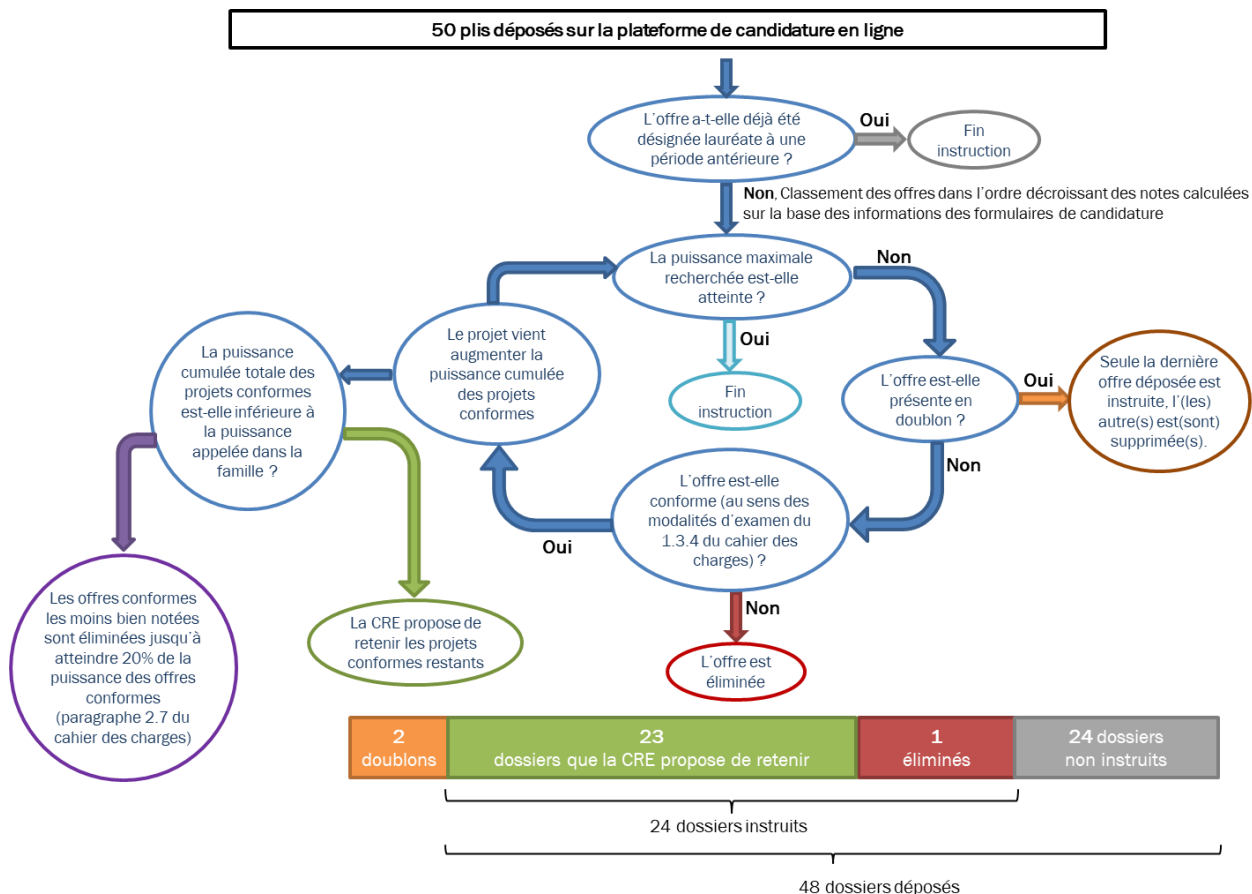 50 plis déposés sur la plateforme de candidature en ligne
L'offre a-t-elle déjà été
désignée lauréate à une
période antérieure ?
Oui
Fin
instruction
Non, Classement des offres dans l'ordre décroissant des notes calculées
sur la base des informations des formulaires de candidature
La puissance maximale
recherchée est-elle
atteinte ?
Non
Oui
Fin
instruction
L'offre est-elle
présente en
doublon ?
Oui
Seule la dernière
offre déposée est
instruite, l'(les)
autre(s) est(sont)
supprimée(s).
Non
L'offre est-elle
conforme (au sens des
modalités d'examen du
1.3.4 du cahier des
charges) ?
Oui
Non
L'offre est
éliminée
Le projet vient
augmenter la
puissance cumulée
des projets
conformes
La puissance
cumulée totale des
projets conformes
est-elle inférieure à
la puissance
appelée dans la
famille ?
Les offres conformes
les moins bien notées
sont éliminées jusqu'à
atteindre 20% de la
puissance des offres
conformes
(paragraphe 2.7 du
cahier des charges)
La CRE propose de
retenir les projets
conformes restants
2
doublons
23
dossiers que la CRE propose de retenir
1
éliminés
24 dossiers
non instruits
24 dossiers instruits
48 dossiers déposés